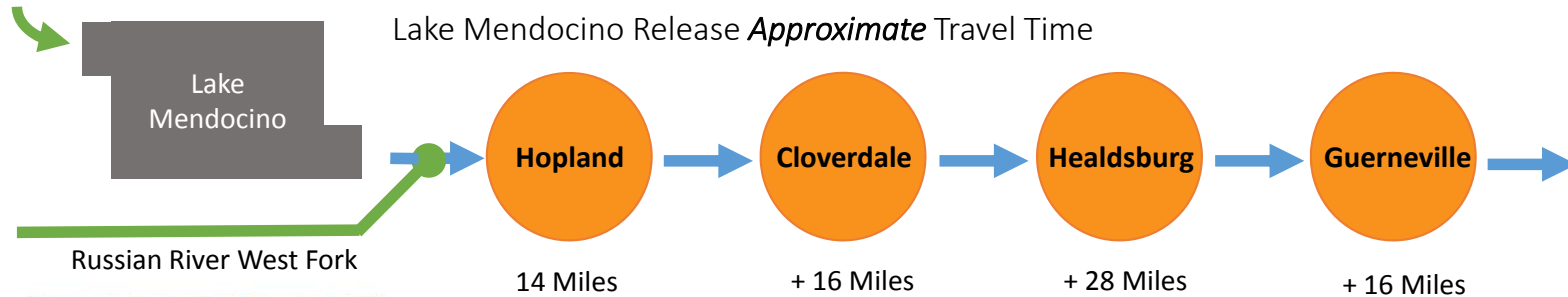 Lake Mendocino Release Approximate Travel Time
Lake
Mendocino
Hopland
Cloverdale
Healdsburg
Guerneville
Russian River West Fork
14 Miles
+ 16 Miles
+ 28 Miles
+ 16 Miles